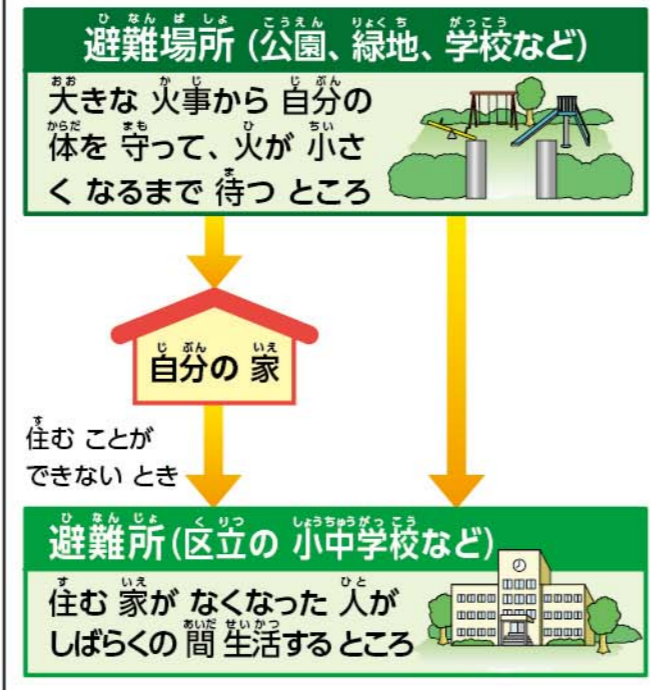 避難場所（公園、緑地、学校など）
大きな 火事から 自分の
体を 守って、火が 小さ
く なるまで 待つ ところ
自分の 家
住む ことが
できない とき
避難所（区立の 小中学校など）
住む 家が なくなった 人が
しばらくの 間 生活する ところ